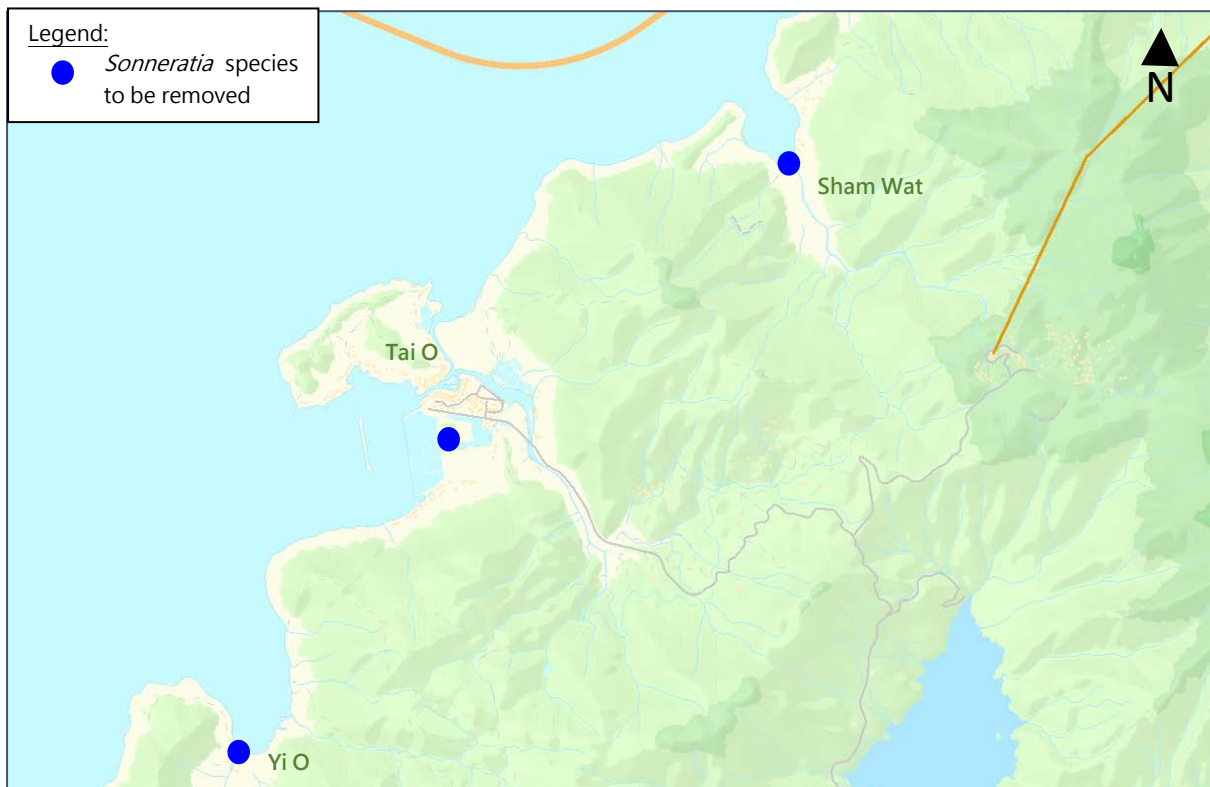 Legend:
Sonneratia species
to be removed
N
Sham Wat
Tai O
Yi O